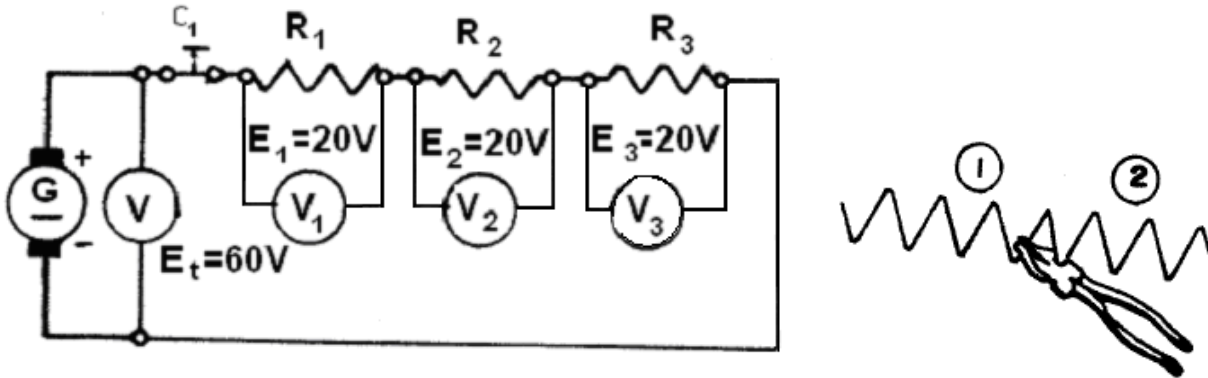 C₁
R₁
R₂
R₃
E₁=20V
E₂=20V
E₃=20V
+
G
-
V
V₁
V₂
V₃
Eₜ=60V
1
2